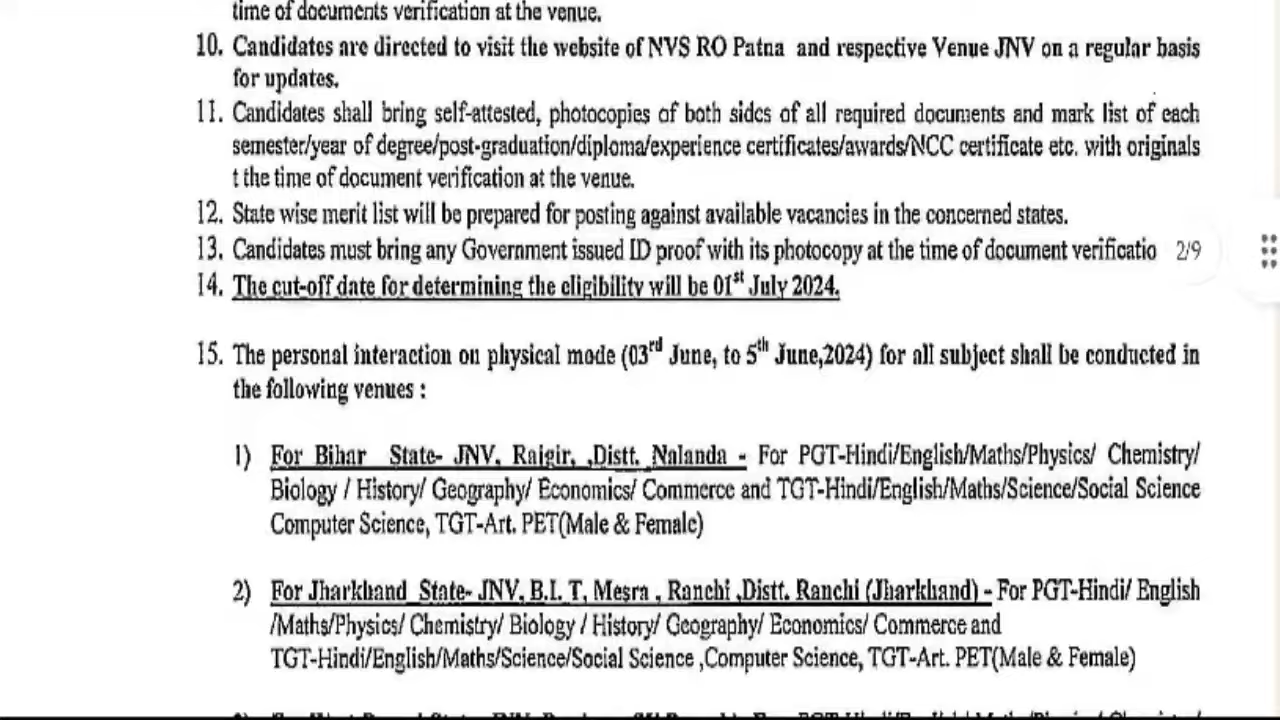 time of documents verification at the venue.
10. Candidates are directed to visit the website of NVS RO Patna and respective Venue JNV on a regular basis
for updates.
11. Candidates shall bring self-attested, photocopies of both sides of all required documents and mark list of each
semester/year of degree/post-graduation/diploma/experience certificates/awards/NCC certificate etc. with originals
t the time of document verification at the venue.
12. State wise merit list will be prepared for posting against available vacancies in the concerned states.
13. Candidates must bring any Government issued ID proof with its photocopy at the time of document verificatio 2/9
14. The cut-off date for determining the eligibility will be 01st July 2024.
15. The personal interaction on physical mode (03rd June, to 5th June,2024) for all subject shall be conducted in
the following venues :
1) For Bihar State- JNV, Rajgir, ,Distt. Nalanda - For PGT-Hindi/English/Maths/Physics/ Chemistry/
Biology / History/ Geography/ Economics/ Commerce and TGT-Hindi/English/Maths/Science/Social Science
Computer Science, TGT-Art. PET(Male & Female)
2) For Jharkhand State- JNV, B.I. T, Mesra , Ranchi ,Distt. Ranchi (Jharkhand) - For PGT-Hindi/ English
/Maths/Physics/ Chemistry/ Biology / History/ Geography/ Economics/ Commerce and
TGT-Hindi/English/Maths/Science/Social Science ,Computer Science, TGT-Art. PET(Male & Female)